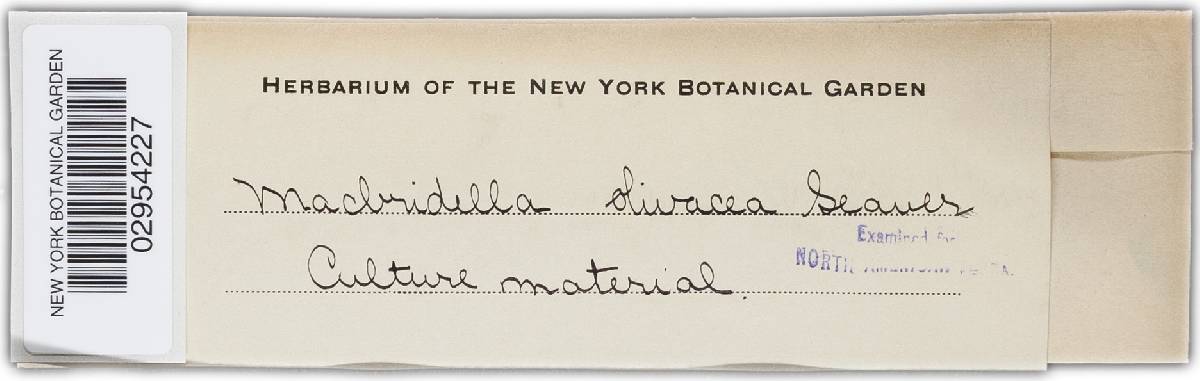 NEW YORK BOTANICAL GARDEN
02954227
HERBARIUM OF THE NEW YORK BOTANICAL GARDEN
Macbridella olivacea Seaver
Culture material.
Examined for
NORTH AMERICAN